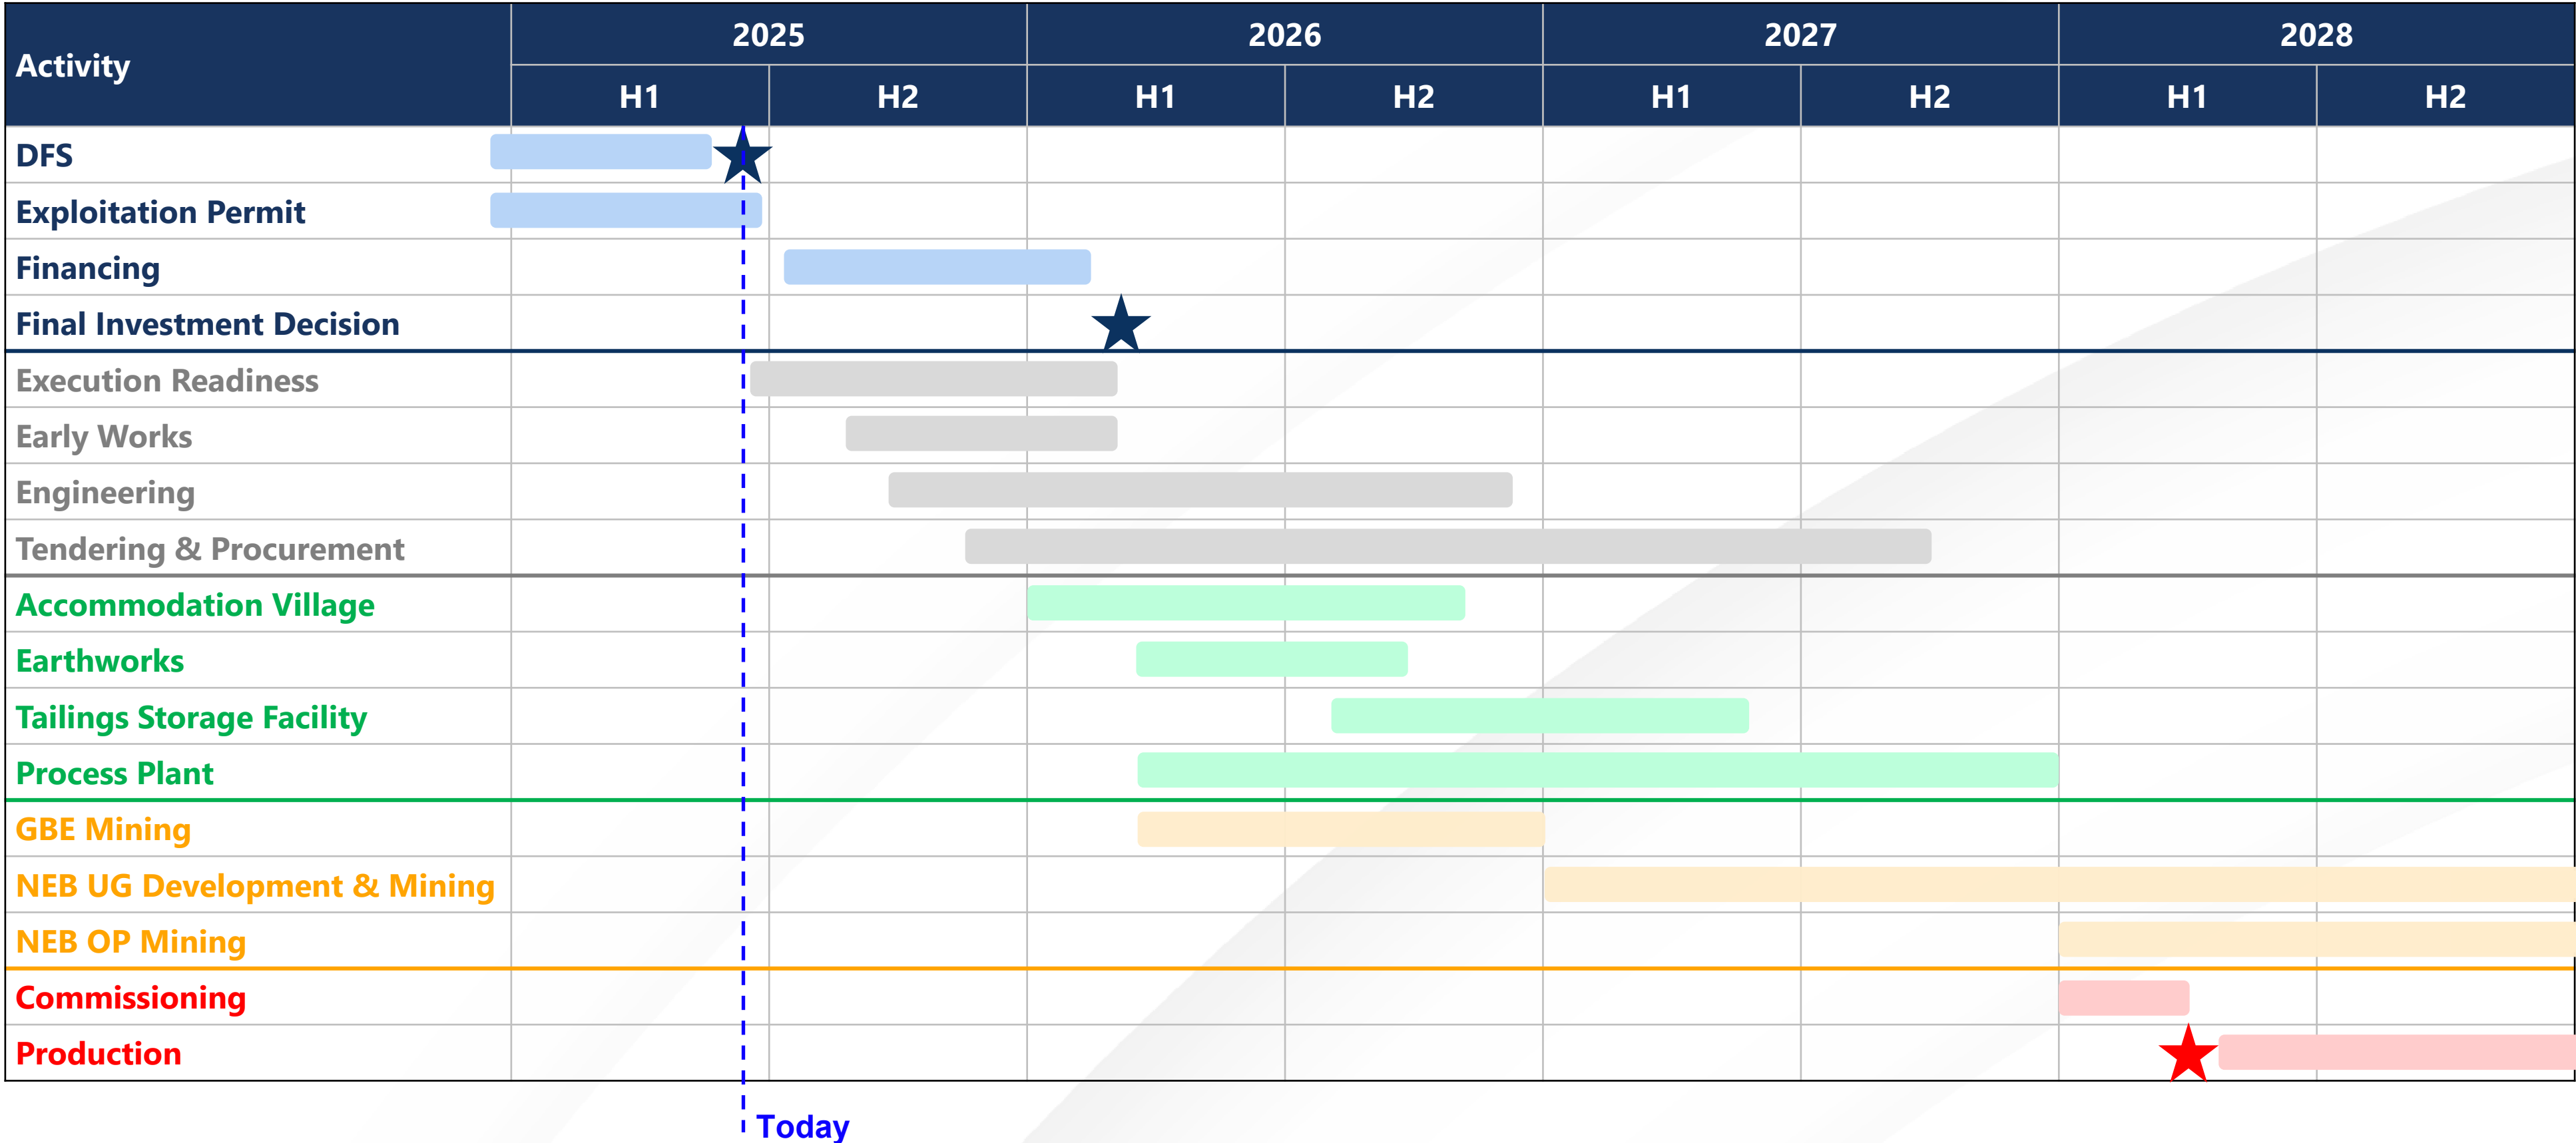 Activity
2025
2026
2027
2028
H1
H2
H1
H2
H1
H2
H1
H2
DFS
Exploitation Permit
Financing
Final Investment Decision
Execution Readiness
Early Works
Engineering
Tendering & Procurement
Accommodation Village
Earthworks
Tailings Storage Facility
Process Plant
GBE Mining
NEB UG Development & Mining
NEB OP Mining
Commissioning
Production
Today